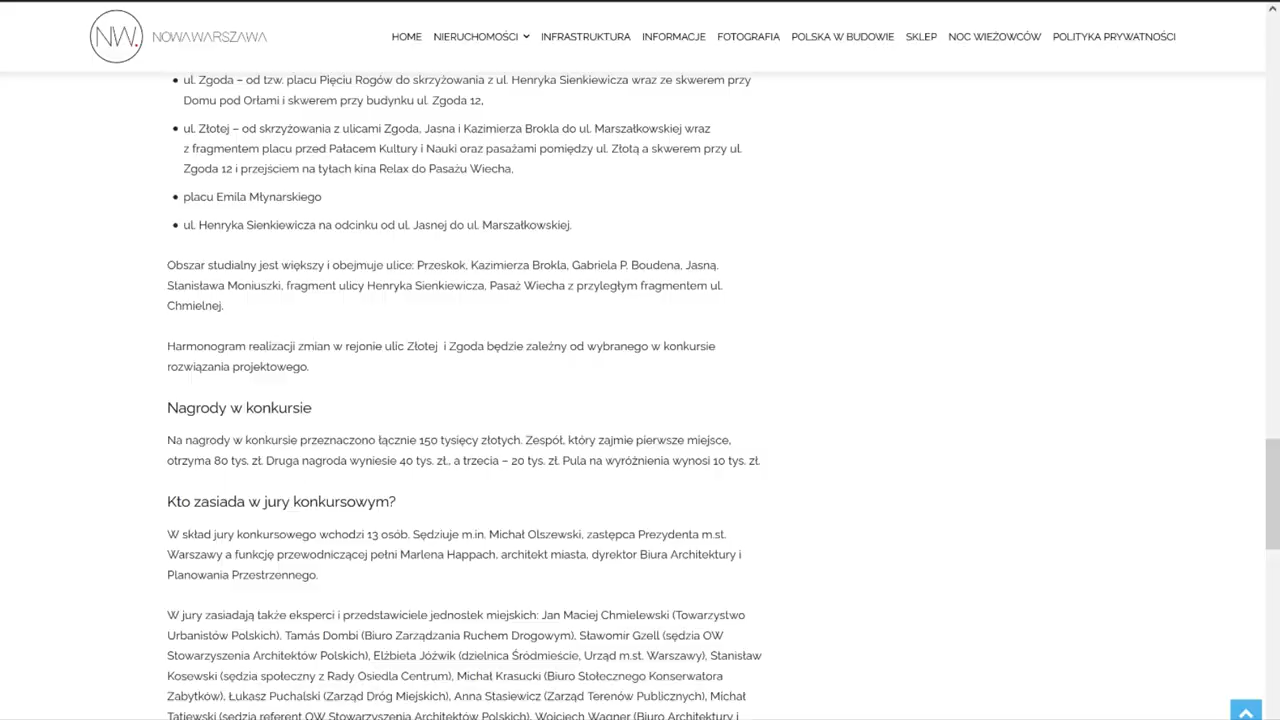 NW. NOWAWARSZAWA
HOME NIERUCHOMOŚCI INFRASTRUKTURA INFORMACJE FOTOGRAFIA POLSKA W BUDOWIE SKLEP NOC WIEŻOWCÓW POLITYKA PRYWATNOŚCI
• ul. Zgoda – od tzw. placu Pięciu Rogów do skrzyżowania z ul. Henryka Sienkiewicza wraz ze skwerem przy
Domu pod Orłami i skwerem przy budynku ul. Zgoda 12,
• ul. Złotej – od skrzyżowania z ulicami Zgoda, Jasna i Kazimierza Brokla do ul. Marszałkowskiej wraz
z fragmentem placu przed Pałacem Kultury i Nauki oraz pasażami pomiędzy ul. Złotą a skwerem przy ul.
Zgoda 12 i przejściem na tyłach kina Relax do Pasażu Wiecha,
• placu Emila Młynarskiego
• ul. Henryka Sienkiewicza na odcinku od ul. Jasnej do ul. Marszałkowskiej.
Obszar studialny jest większy i obejmuje ulice: Przeskok, Kazimierza Brokla, Gabriela P. Boudena, Jasną.
Stanisława Moniuszki, fragment ulicy Henryka Sienkiewicza, Pasaż Wiecha z przyległym fragmentem ul.
Chmielnej.
Harmonogram realizacji zmian w rejonie ulic Złotej i Zgoda będzie zależny od wybranego w konkursie
rozwiązania projektowego.
Nagrody w konkursie
Na nagrody w konkursie przeznaczono łącznie 150 tysięcy złotych. Zespół, który zajmie pierwsze miejsce,
otrzyma 80 tys. zł. Druga nagroda wyniesie 40 tys. zł., a trzecia – 20 tys. zł. Pula na wyróżnienia wynosi 10 tys. zł.
Kto zasiada w jury konkursowym?
W skład jury konkursowego wchodzi 13 osób. Sędziuje m.in. Michał Olszewski, zastępca Prezydenta m.st.
Warszawy a funkcję przewodniczącej pełni Marlena Happach, architekt miasta, dyrektor Biura Architektury i
Planowania Przestrzennego.
W jury zasiadają także eksperci i przedstawiciele jednostek miejskich: Jan Maciej Chmielewski (Towarzystwo
Urbanistów Polskich), Tamás Dombi (Biuro Zarządzania Ruchem Drogowym), Sławomir Gzell (sędzia OW
Stowarzyszenia Architektów Polskich), Elżbieta Jóźwik (dzielnica Śródmieście, Urząd m.st. Warszawy), Stanisław
Kosewski (sędzia społeczny z Rady Osiedla Centrum), Michał Krasucki (Biuro Stołecznego Konserwatora
Zabytków), Łukasz Puchalski (Zarząd Dróg Miejskich), Anna Stasiewicz (Zarząd Terenów Publicznych), Michał
Tatjewski (sędzia referent OW Stowarzyszenia Architektów Polskich), Wojciech Wagner (Biuro Architektury i